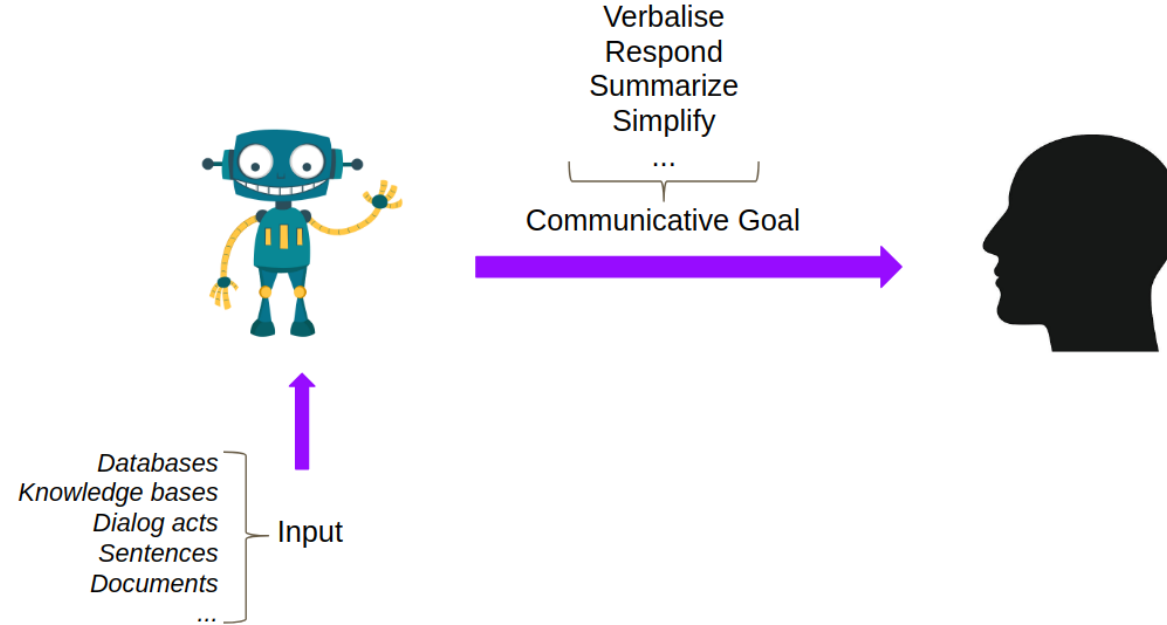 Verbalise
Respond
Summarize
Simplify
...
Communicative Goal
Databases
Knowledge bases
Dialog acts
Sentences
Documents
...
Input